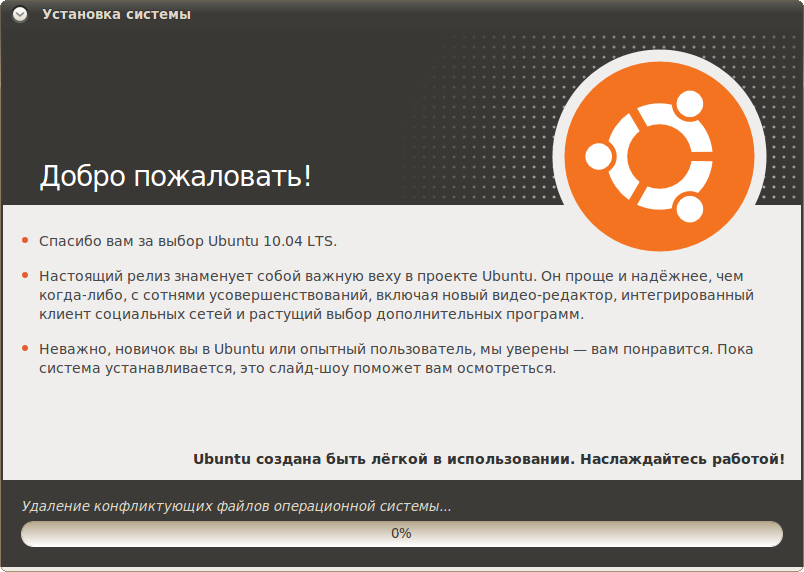 Установка системы
Добро пожаловать!
Спасибо вам за выбор Ubuntu 10.04 LTS.
Настоящий релиз знаменует собой важную веху в проекте Ubuntu. Он проще и надёжнее, чем
когда-либо, с сотнями усовершенствований, включая новый видео-редактор, интегрированный
клиент социальных сетей и растущий выбор дополнительных программ.
Неважно, новичок вы в Ubuntu или опытный пользователь, мы уверены — вам понравится. Пока
система устанавливается, это слайд-шоу поможет вам осмотреться.
Ubuntu создана быть лёгкой в использовании. Наслаждайтесь работой!
Удаление конфликтующих файлов операционной системы...
0%